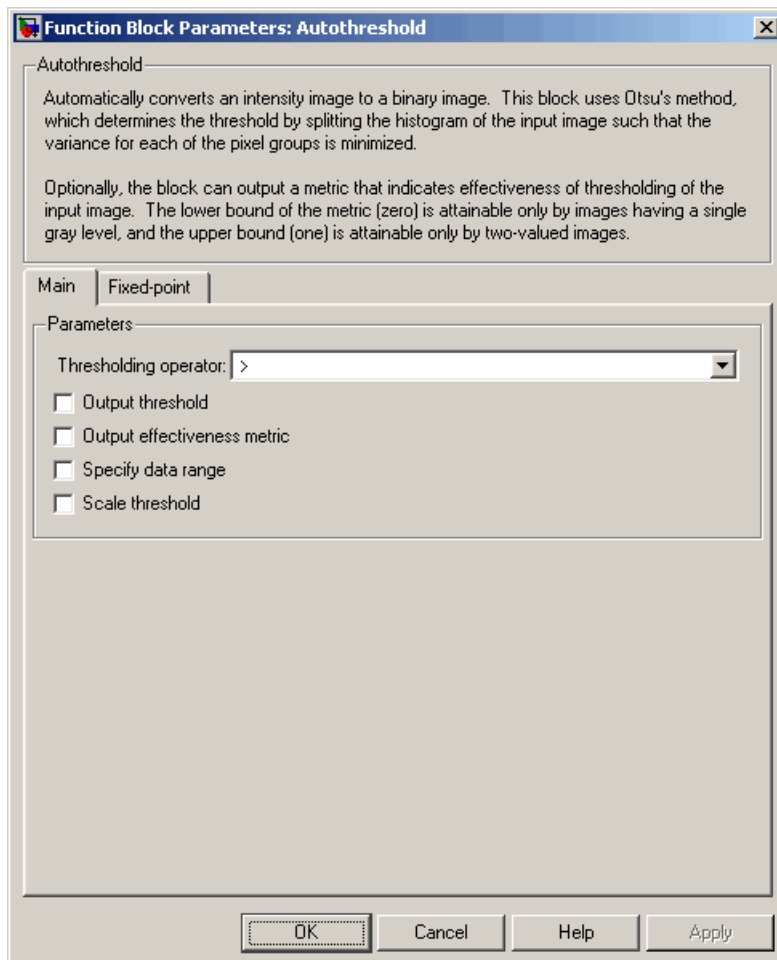 Function Block Parameters: Autothreshold
Autothreshold
Automatically converts an intensity image to a binary image.  This block uses Otsu's method,
which determines the threshold by splitting the histogram of the input image such that the
variance for each of the pixel groups is minimized.
Optionally, the block can output a metric that indicates effectiveness of thresholding of the
input image.  The lower bound of the metric (zero) is attainable only by images having a single
gray level, and the upper bound (one) is attainable only by two-valued images.
Main Fixed-point
Parameters
Thresholding operator: >
Output threshold
Output effectiveness metric
Specify data range
Scale threshold
OK Cancel Help Apply